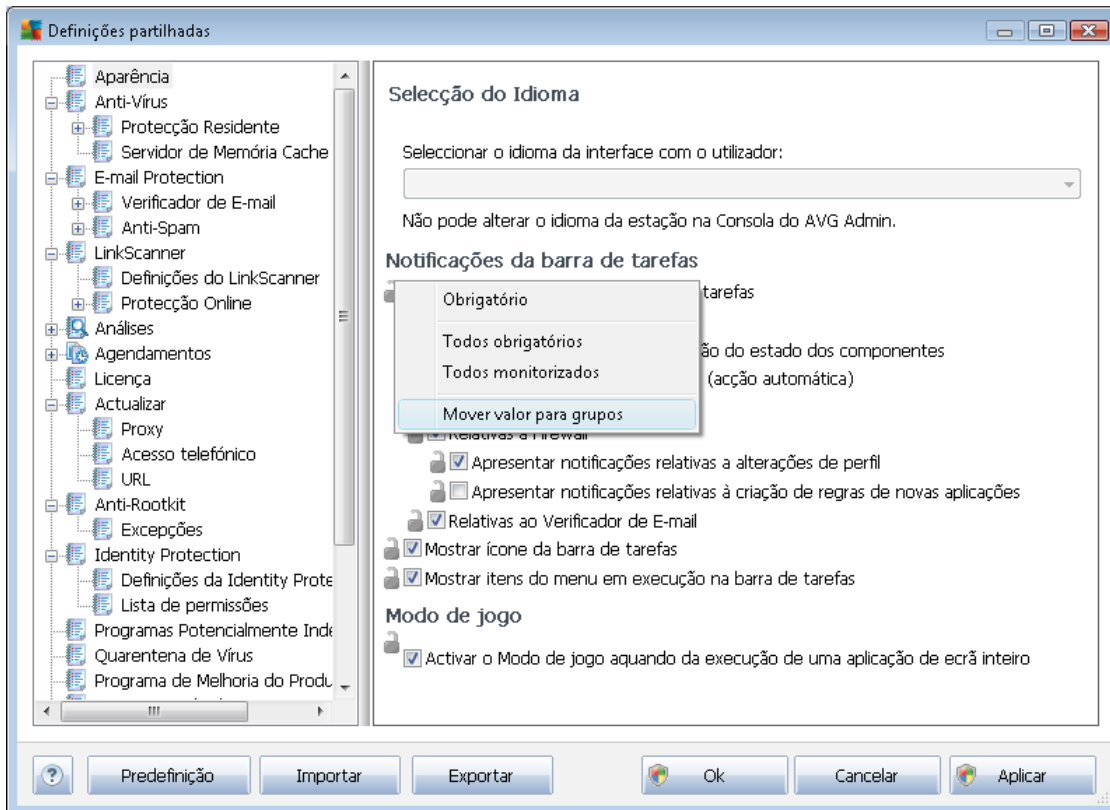 Definições partilhadas
Aparência
Anti-Vírus
Protecção Residente
Servidor de Memória Cache
E-mail Protection
Verificador de E-mail
Anti-Spam
LinkScanner
Definições do LinkScanner
Protecção Online
Análises
Agendamentos
Licença
Actualizar
Proxy
Acesso telefónico
URL
Anti-Rootkit
Excepções
Identity Protection
Definições da Identity Prote
Lista de permissões
Programas Potencialmente Inde
Quarentena de Vírus
Programa de Melhoria do Produ
Selecção do Idioma
Seleccionar o idioma da interface com o utilizador:
Não pode alterar o idioma da estação na Consola do AVG Admin.
Notificações da barra de tarefas
Obrigatório
tarefas
Todos obrigatórios
ão do estado dos componentes
Todos monitorizados
(acção automática)
Mover valor para grupos
Relativas à Firewall
Apresentar notificações relativas a alterações de perfil
Apresentar notificações relativas à criação de regras de novas aplicações
Relativas ao Verificador de E-mail
Mostrar ícone da barra de tarefas
Mostrar itens do menu em execução na barra de tarefas
Modo de jogo
Activar o Modo de jogo aquando da execução de uma aplicação de ecrã inteiro
? Predefinição Importar Exportar Ok Cancelar Aplicar